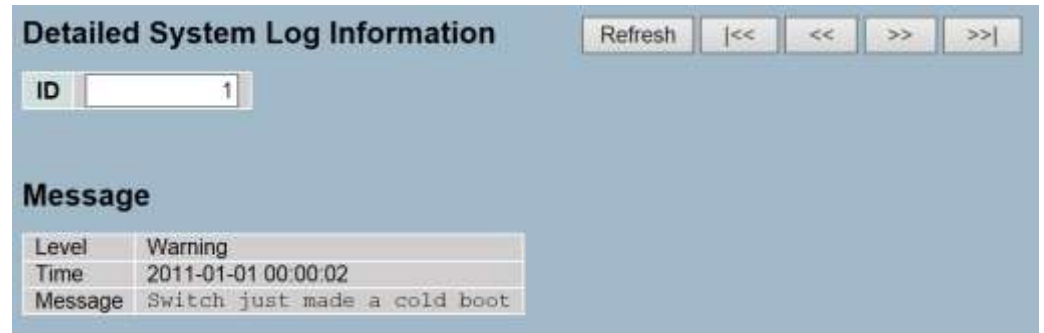 Detailed System Log Information
Refresh |<< << >> >>|
ID 1
Message
Level Warning
Time 2011-01-01 00:00:02
Message Switch just made a cold boot